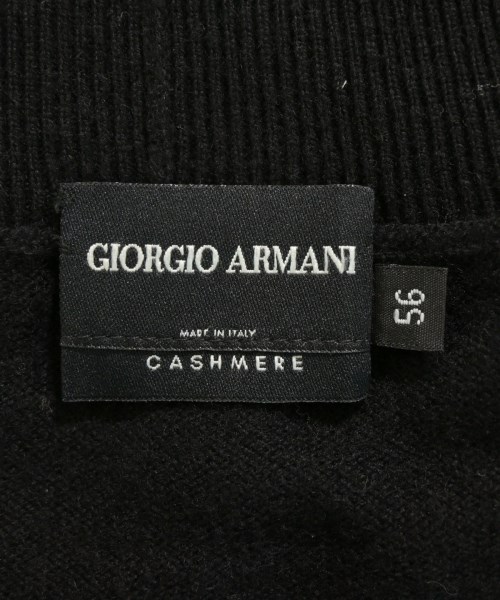 GIORGIO ARMANI
MADE IN ITALY
CASHMERE
56